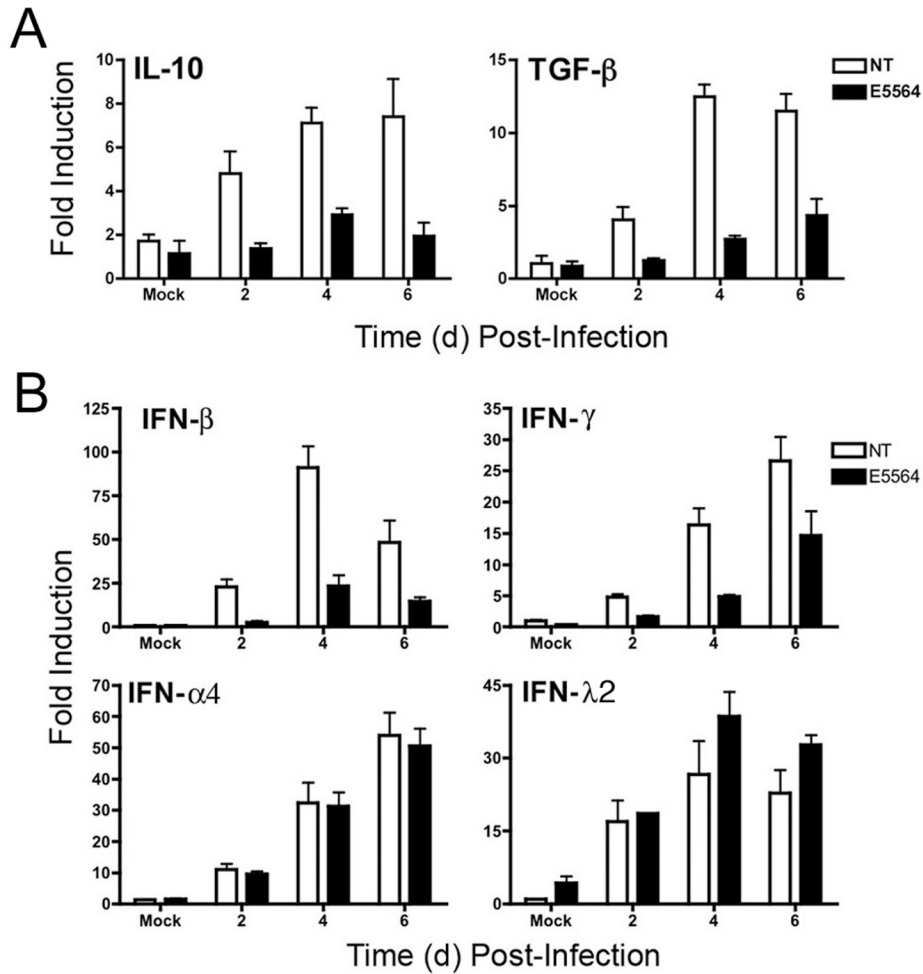 A
IL-10
TGF-β
NT
E5564
Fold Induction
10
8
6
4
2
0
Mock 2 4 6
15
10
5
0
Mock 2 4 6
Time (d) Post-Infection
B
IFN-β
IFN-γ
NT
E5564
Fold Induction
125
100
75
50
25
0
Mock 2 4 6
35
30
25
20
15
10
5
0
Mock 2 4 6
IFN-α4
IFN-λ2
70
60
50
40
30
20
10
0
Mock 2 4 6
45
30
15
0
Mock 2 4 6
Time (d) Post-Infection